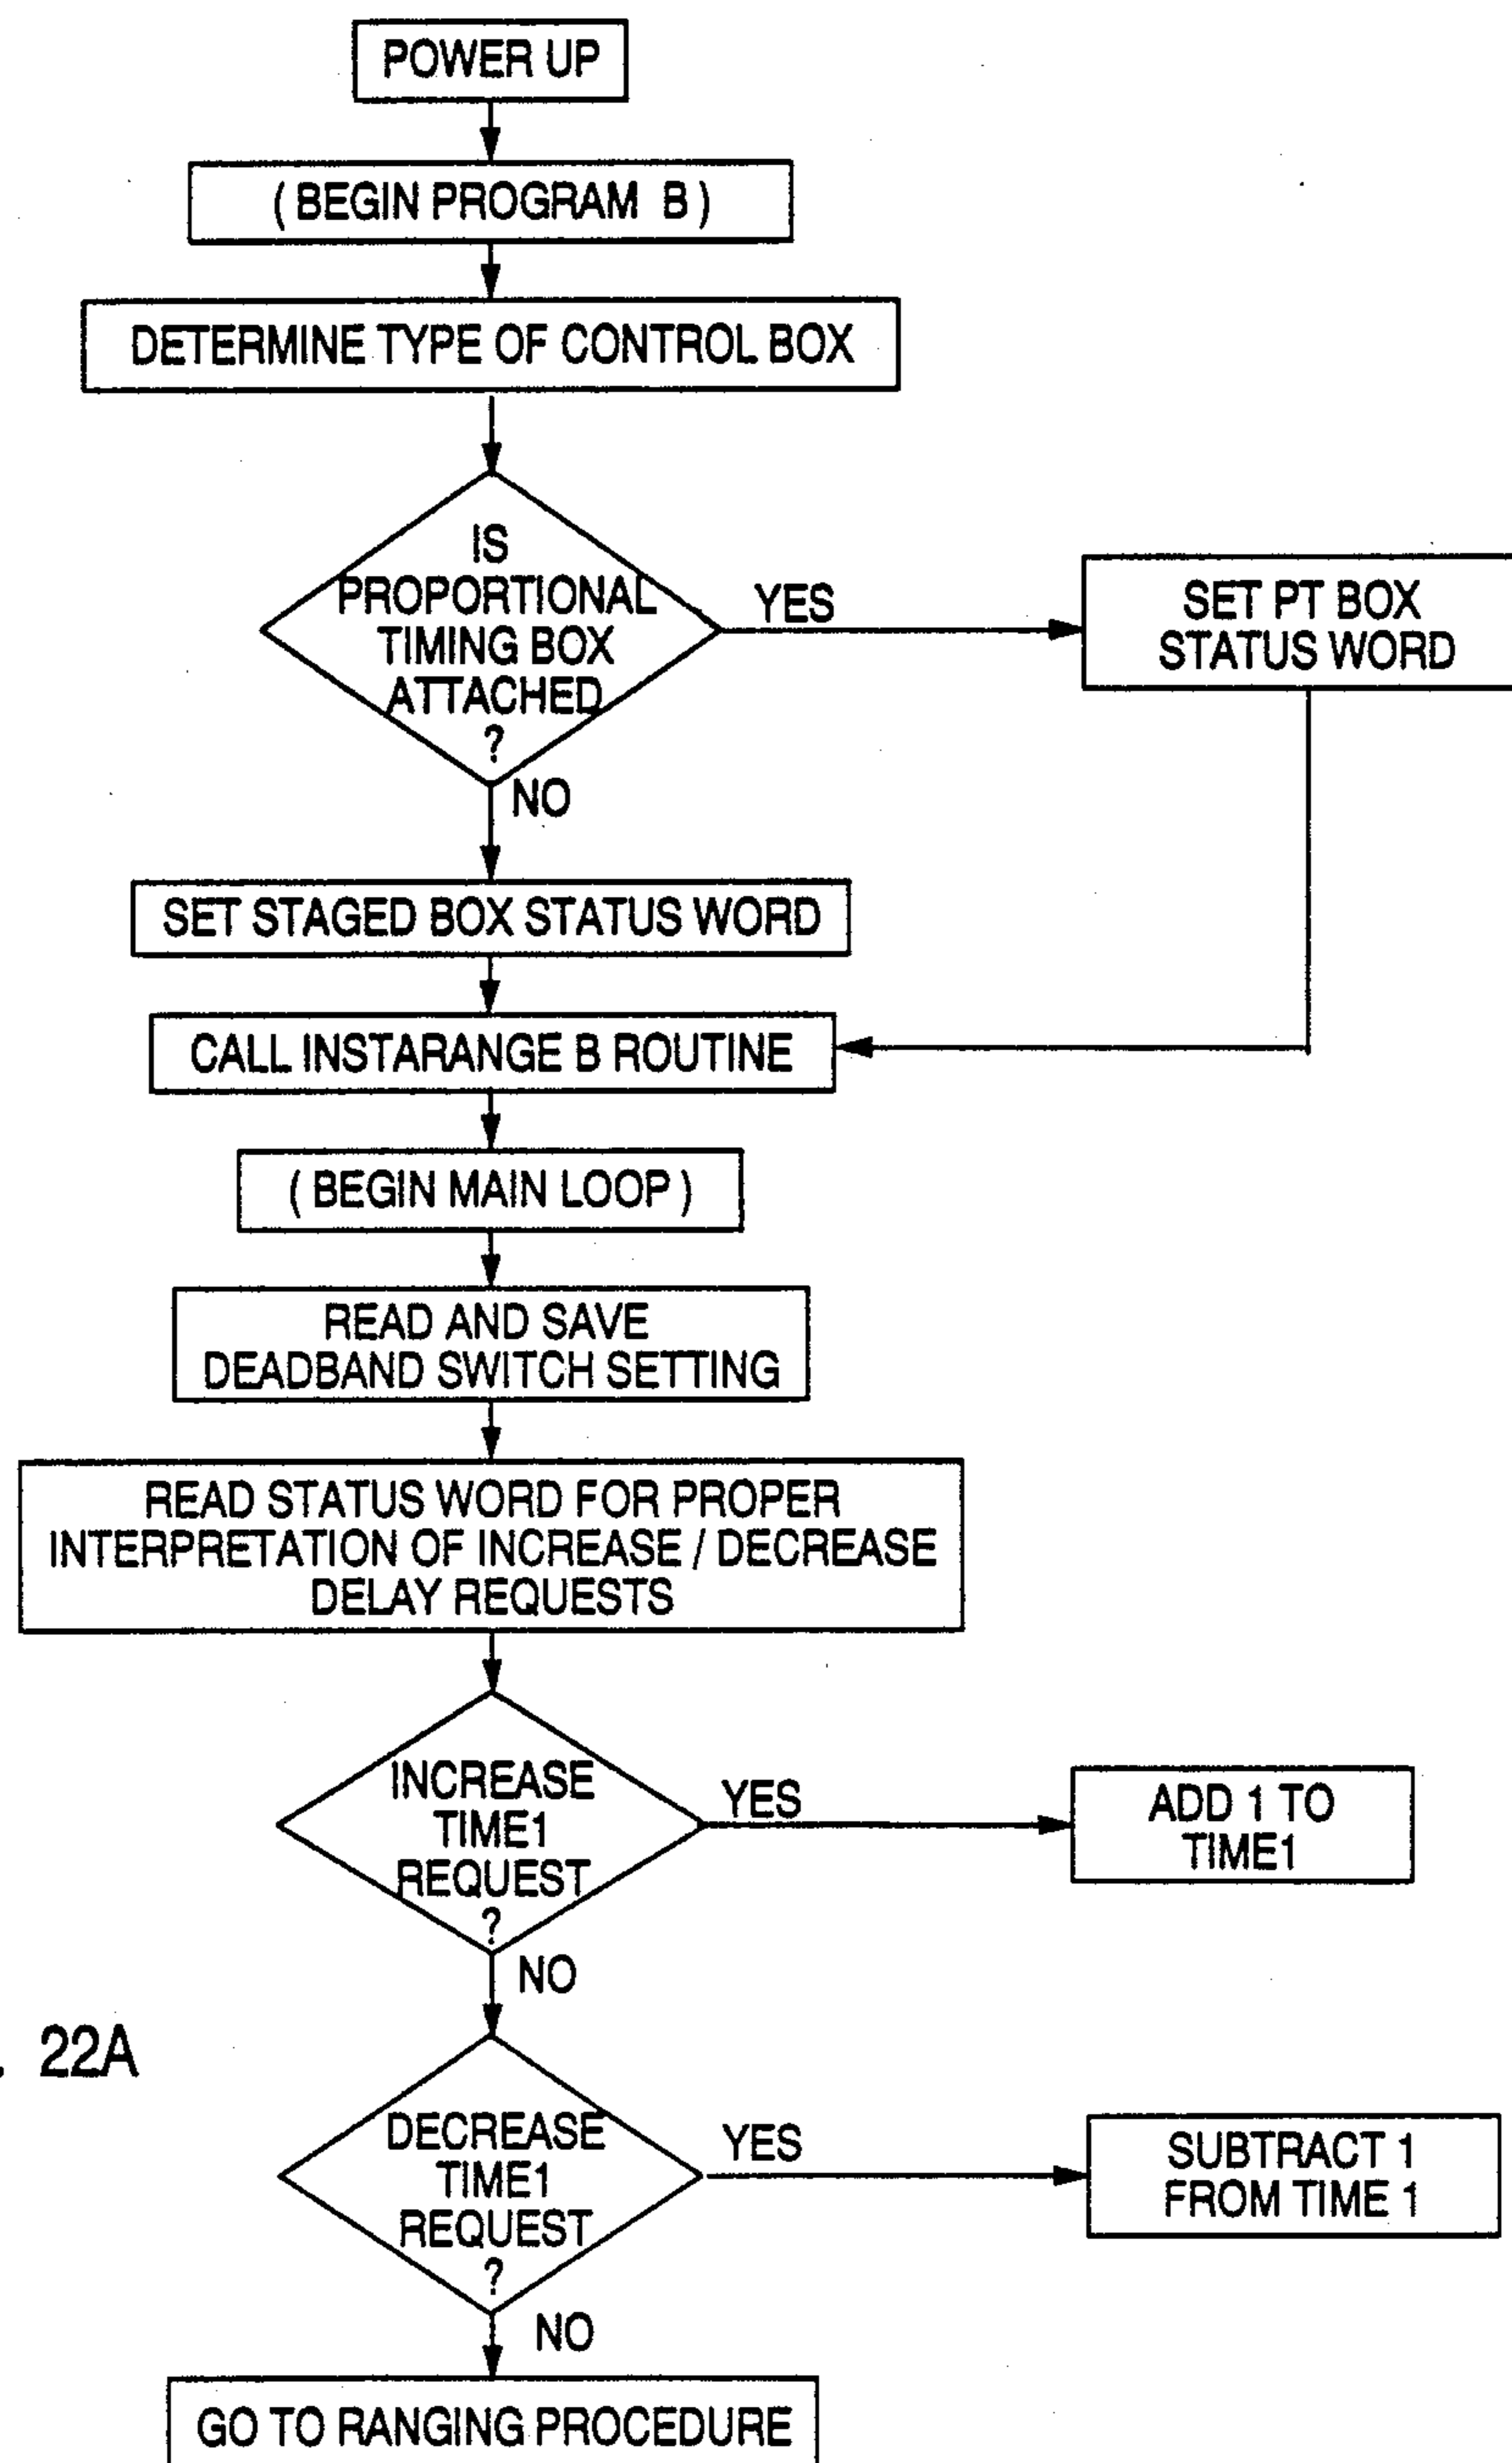 POWER UP
( BEGIN PROGRAM B )
DETERMINE TYPE OF CONTROL BOX
IS
PROPORTIONAL
TIMING BOX
ATTACHED
?
YES
SET PT BOX
STATUS WORD
NO
SET STAGED BOX STATUS WORD
CALL INSTARANGE B ROUTINE
( BEGIN MAIN LOOP )
READ AND SAVE
DEADBAND SWITCH SETTING
READ STATUS WORD FOR PROPER
INTERPRETATION OF INCREASE / DECREASE
DELAY REQUESTS
INCREASE
TIME1
REQUEST
?
YES
ADD 1 TO
TIME1
NO
. 22A
DECREASE
TIME1
REQUEST
?
YES
SUBTRACT 1
FROM TIME 1
NO
GO TO RANGING PROCEDURE